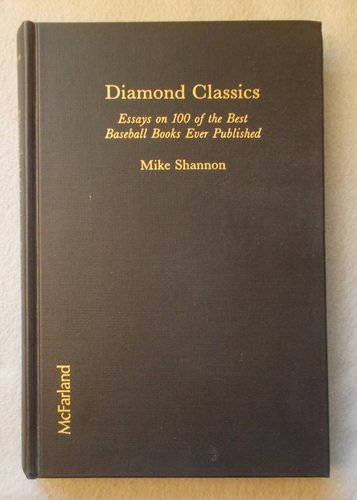 Diamond Classics
Essays on 100 of the Best
Baseball Books Ever Published
Mike Shannon
McFarland